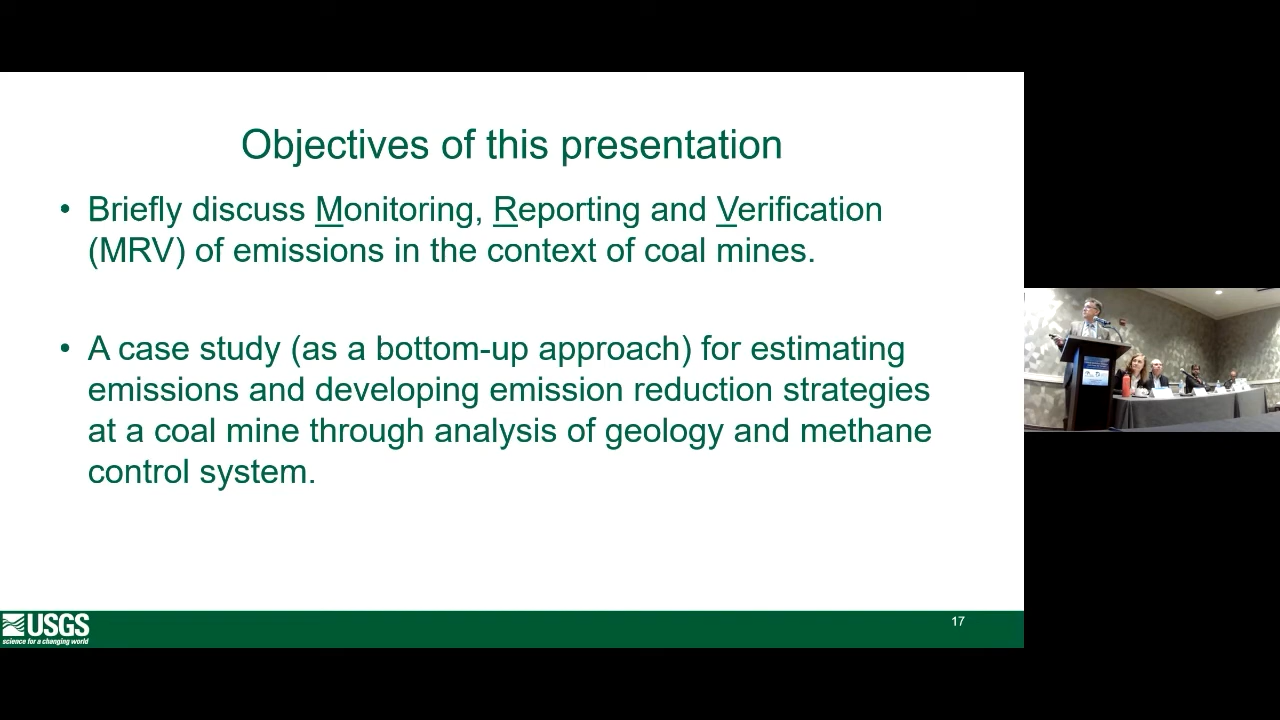 Objectives of this presentation
• Briefly discuss Monitoring, Reporting and Verification
(MRV) of emissions in the context of coal mines.
• A case study (as a bottom-up approach) for estimating
emissions and developing emission reduction strategies
at a coal mine through analysis of geology and methane
control system.
USGS
science for a changing world
17